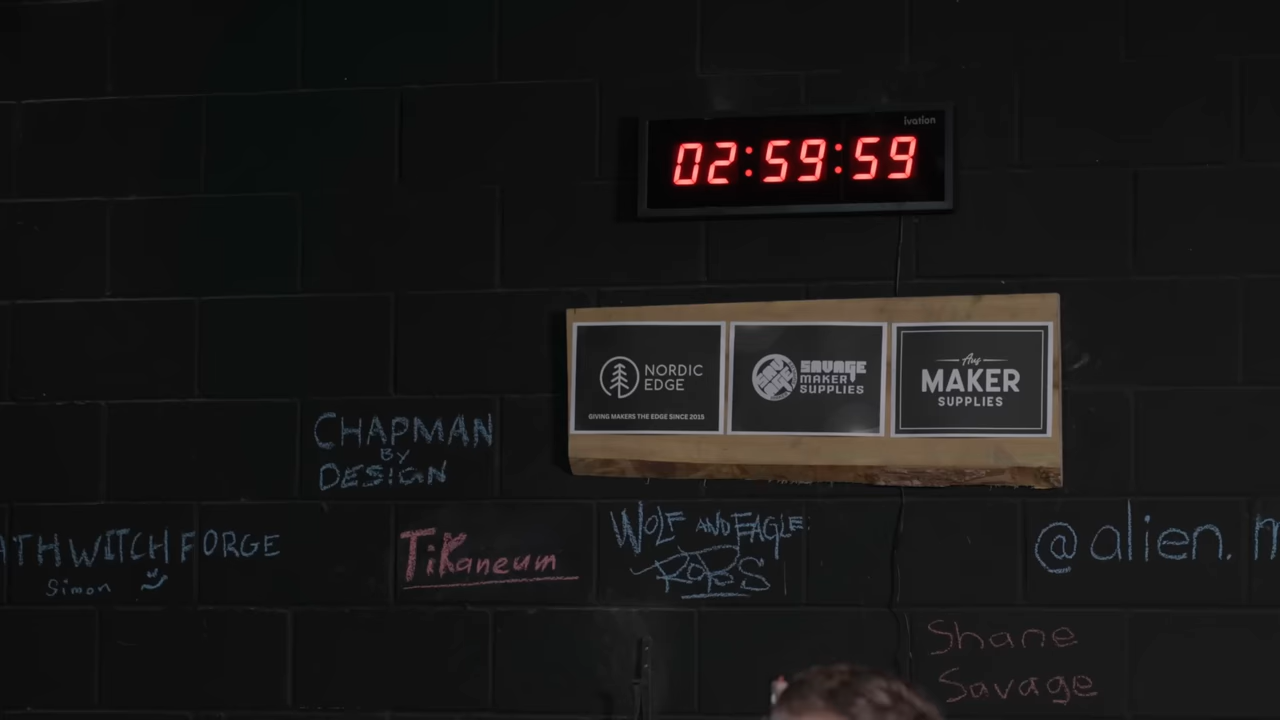 ivation
02:59:59
NORDIC
EDGE
GIVING MAKERS THE EDGE SINCE 2015
SAVAGE
MAKER
SUPPLIES
Aus
MAKER
SUPPLIES
CHAPMAN
BY
DESIGN
ATHWITCH FORGE
Simon
TiKaneum
WOLF AND EAGLE
@alien.m
Shane
Savage